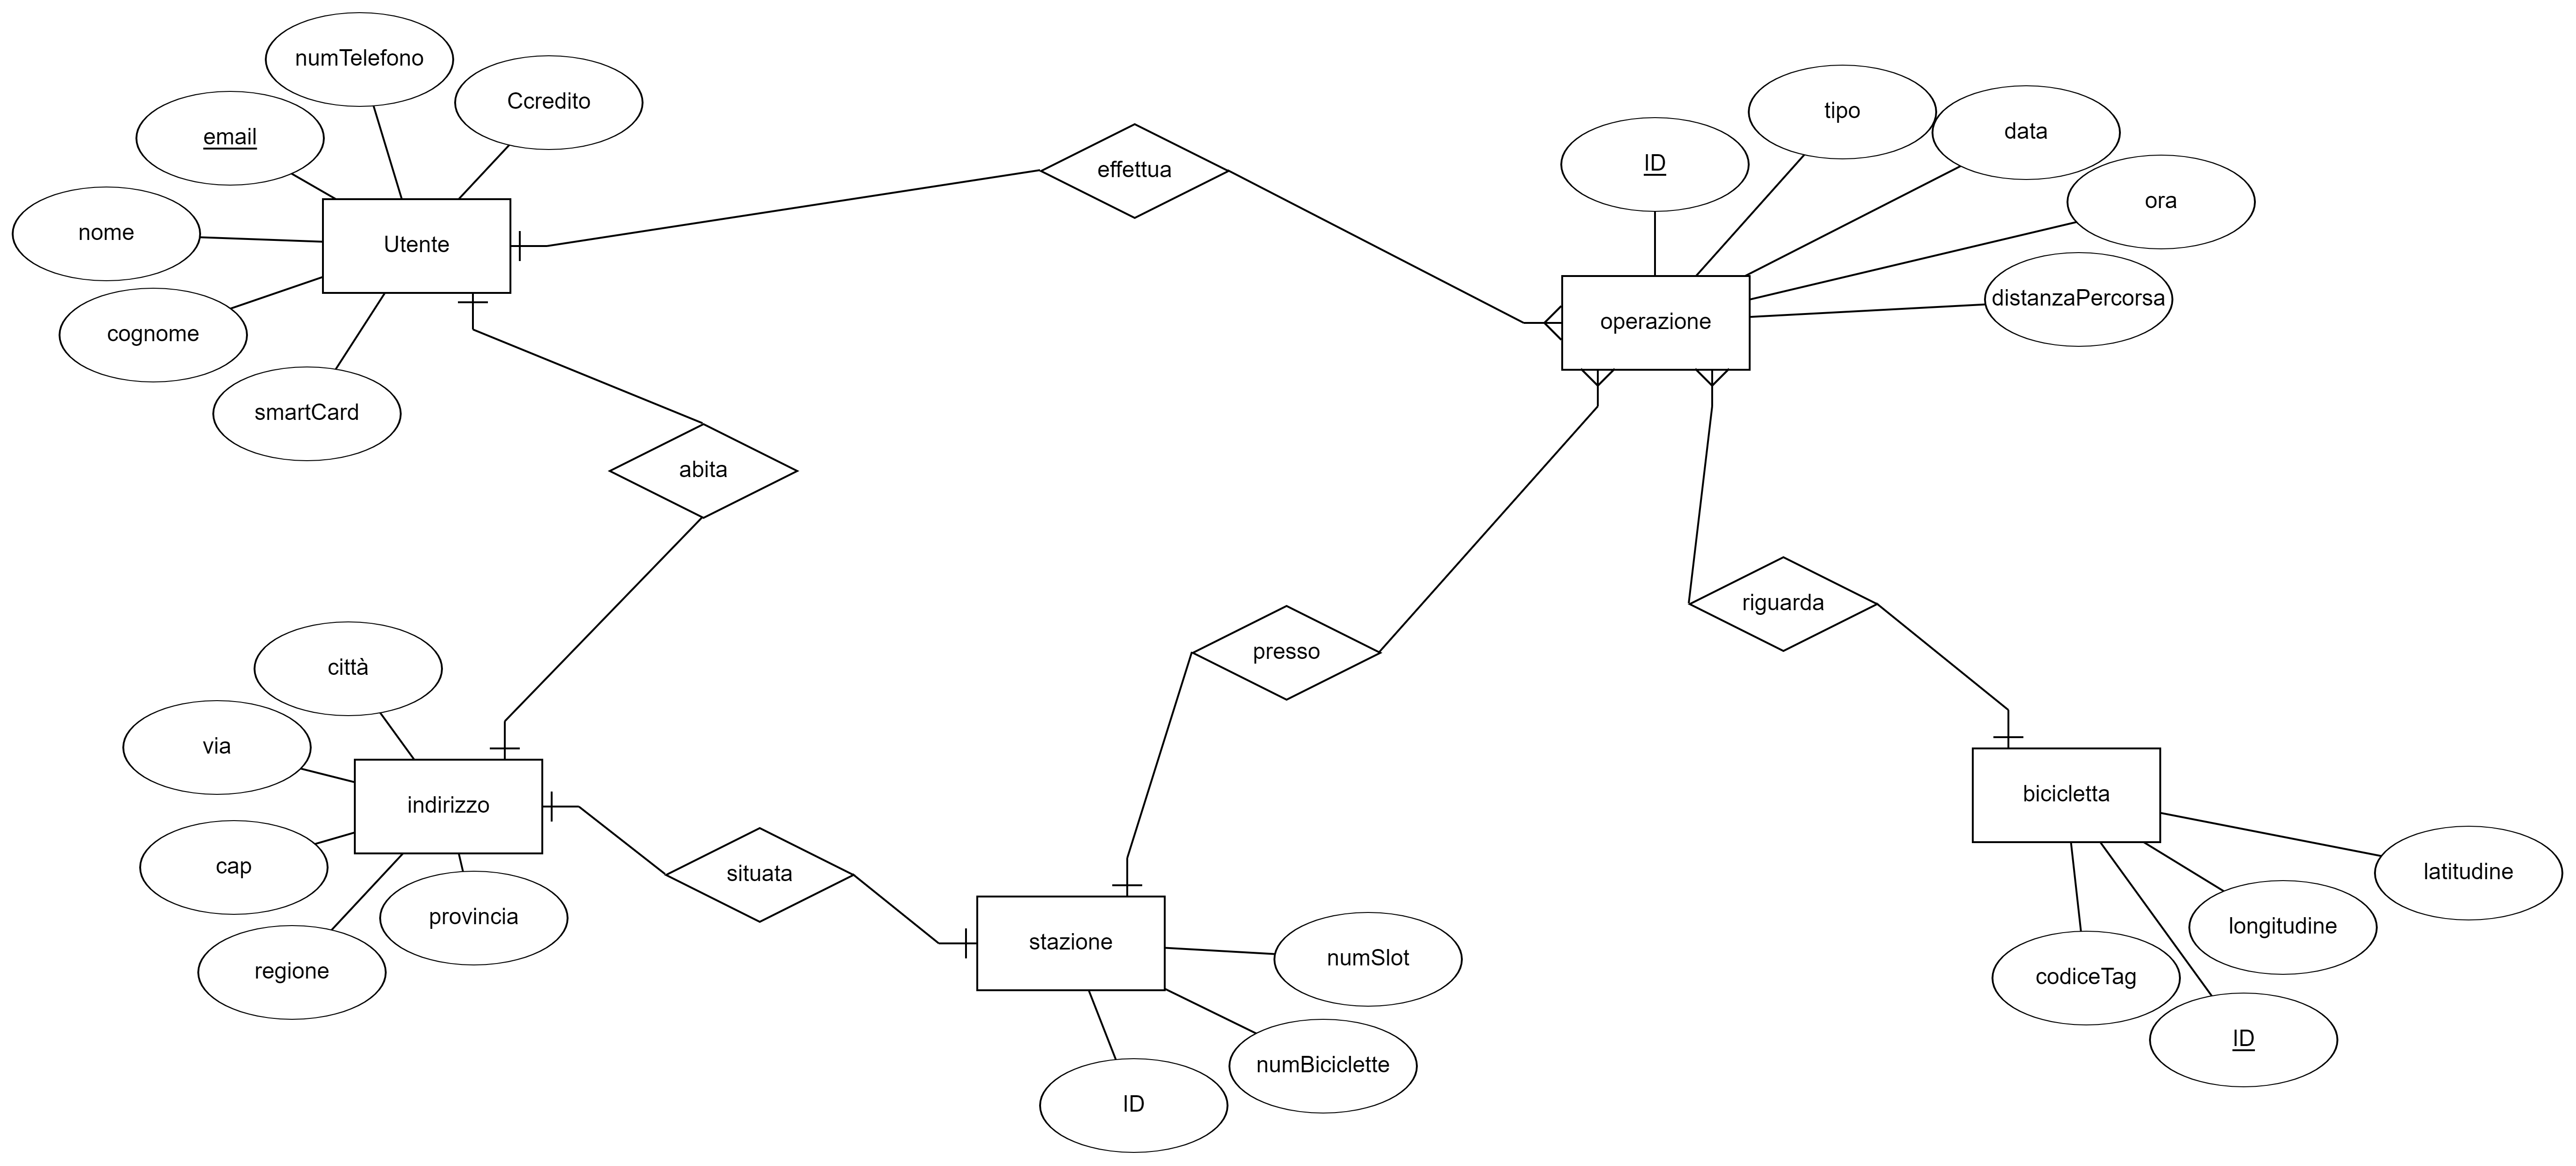 numTelefono
Ccredito
email
nome
Utente
cognome
smartCard
effettua
ID
tipo
data
ora
distanzaPercorsa
operazione
abita
presso
riguarda
città
via
indirizzo
cap
provincia
regione
situata
stazione
numSlot
numBiciclette
ID
bicicletta
latitudine
longitudine
codiceTag
ID